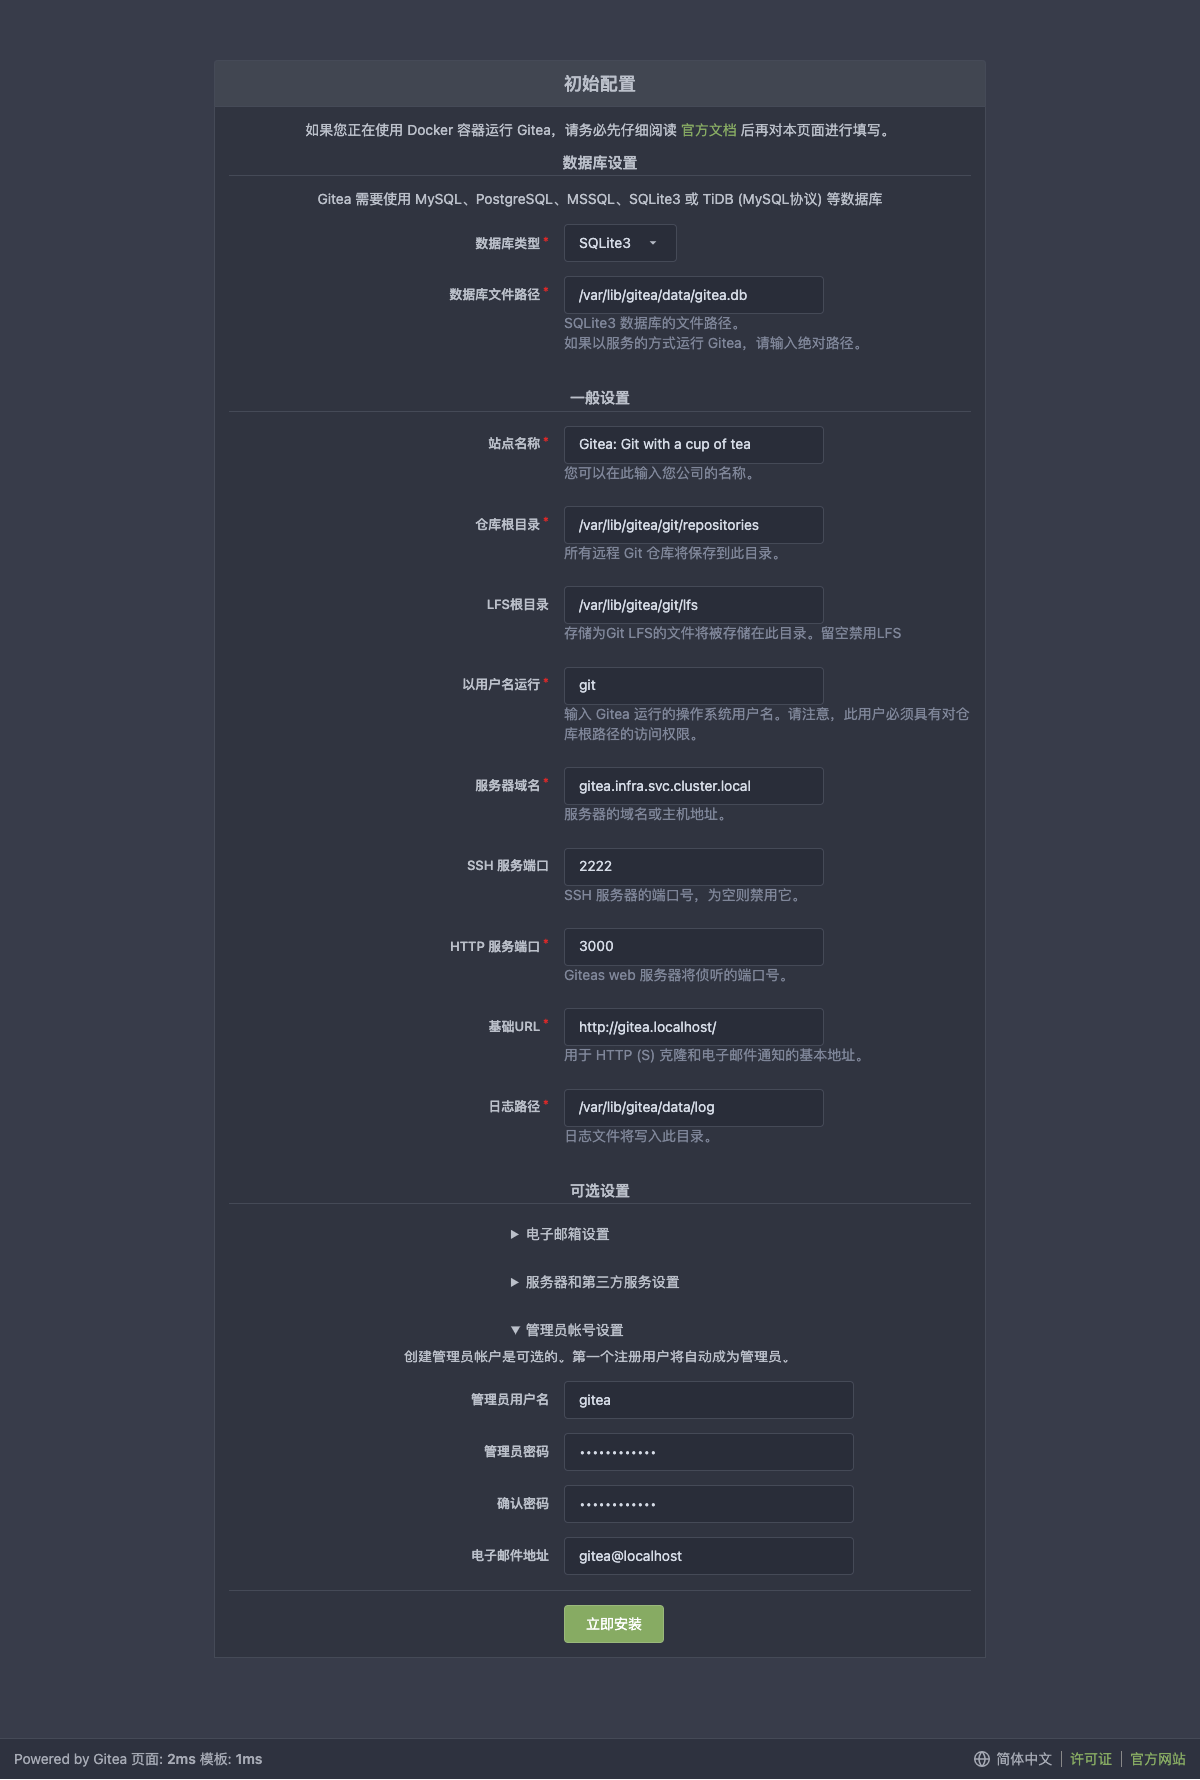 初始配置
如果您正在使用 Docker 容器运行 Gitea，请务必先仔细阅读 官方文档 后再对本页面进行填写。
数据库设置
Gitea 需要使用 MySQL、PostgreSQL、MSSQL、SQLite3 或 TiDB (MySQL协议) 等数据库
数据库类型* SQLite3
数据库文件路径* /var/lib/gitea/data/gitea.db
SQLite3 数据库的文件路径。
如果以服务的方式运行 Gitea，请输入绝对路径。
一般设置
站点名称* Gitea: Git with a cup of tea
您可以在此输入您公司的名称。
仓库根目录* /var/lib/gitea/git/repositories
所有远程 Git 仓库将保存到此目录。
LFS根目录 /var/lib/gitea/git/lfs
存储为Git LFS的文件将被存储在此目录。留空禁用LFS
以用户名运行* git
输入 Gitea 运行的操作系统用户名。请注意，此用户必须具有对仓
库根路径的访问权限。
服务器域名* gitea.infra.svc.cluster.local
服务器的域名或主机地址。
SSH 服务端口 2222
SSH 服务器的端口号，为空则禁用它。
HTTP 服务端口* 3000
Giteas web 服务器将侦听的端口号。
基础URL* http://gitea.localhost/
用于 HTTP (S) 克隆和电子邮件通知的基本地址。
日志路径* /var/lib/gitea/data/log
日志文件将写入此目录。
可选设置
▶ 电子邮箱设置
▶ 服务器和第三方服务设置
▼ 管理员帐号设置
创建管理员帐户是可选的。第一个注册用户将自动成为管理员。
管理员用户名 gitea
管理员密码 ••••••••••••
确认密码 ••••••••••••
电子邮件地址 gitea@localhost
立即安装
Powered by Gitea 页面: 2ms 模板: 1ms 简体中文 | 许可证 | 官方网站